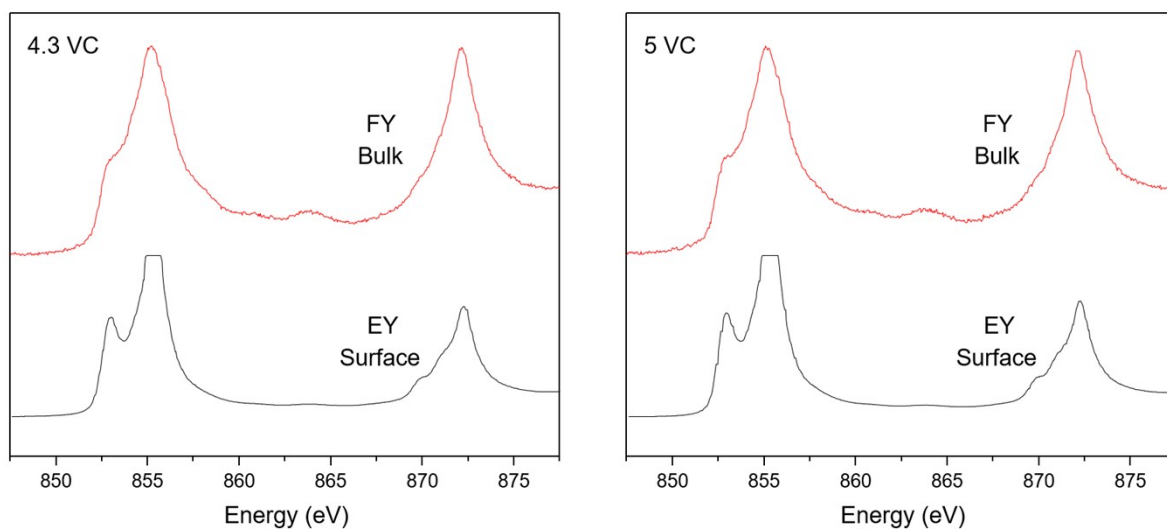 4.3 VC
FY
Bulk
EY
Surface
850 855 860 865 870 875
Energy (eV)
5 VC
FY
Bulk
EY
Surface
850 855 860 865 870 875
Energy (eV)